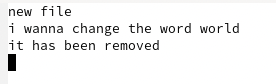 new file
i wanna change the word world
it has been removed